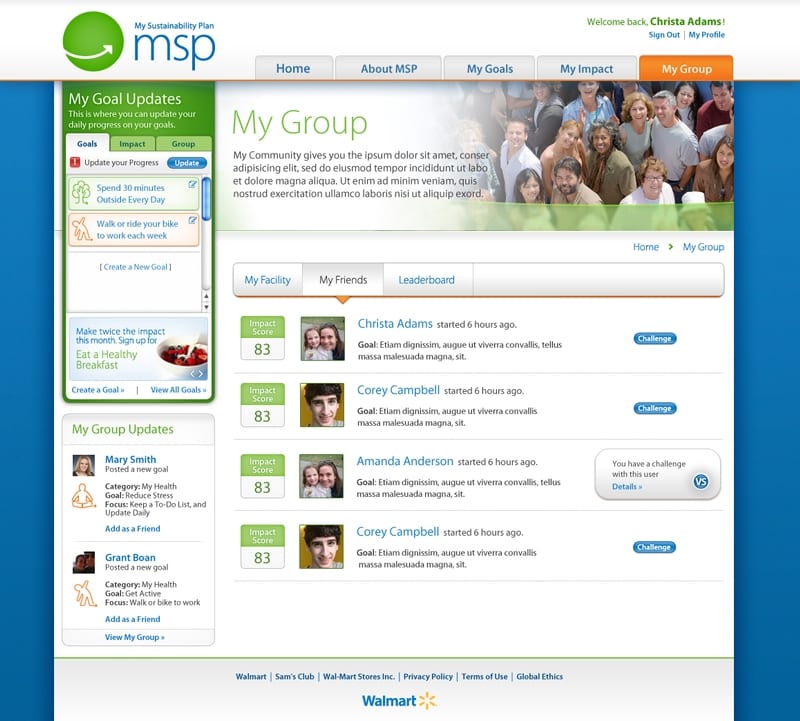 My Sustainability Plan
msp
Welcome back, Christa Adams!
Sign Out | My Profile
Home
About MSP
My Goals
My Impact
My Group
My Goal Updates
This is where you can update your
daily progress on your goals.
Goals
Impact
Group
! Update your Progress
Update
Spend 30 minutes
Outside Every Day
Walk or ride your bike
to work each week
[ Create a New Goal ]
Make twice the impact
this month. Sign up for
Eat a Healthy
Breakfast
Create a Goal » | View All Goals »
My Group Updates
Mary Smith
Posted a new goal
Category: My Health
Goal: Reduce Stress
Focus: Keep a To-Do List, and
Update Daily
Add as a Friend
Grant Boan
Posted a new goal
Category: My Health
Goal: Get Active
Focus: Walk or bike to work
Add as a Friend
View My Group »
My Group
My Community gives you the ipsum dolor sit amet, conser
adipisicing elit, sed do eiusmod tempor incididunt ut labo
et dolore magna aliqua. Ut enim ad minim veniam, quis
nostrud exercitation ullamco laboris nisi ut aliquip exord.
Home > My Group
My Facility
My Friends
Leaderboard
Impact
Score
83
Christa Adams started 6 hours ago.
Goal: Etiam dignissim, augue ut viverra convallis, tellus
massa malesuada magna, sit.
Challenge
Impact
Score
83
Corey Campbell started 6 hours ago.
Goal: Etiam dignissim, augue ut viverra convallis
massa malesuada magna, sit.
Challenge
Impact
Score
83
Amanda Anderson started 6 hours ago.
Goal: Etiam dignissim, augue ut viverra convallis
massa malesuada magna, sit.
You have a challenge
with this user
Details »
VS
Impact
Score
83
Corey Campbell started 6 hours ago.
Goal: Etiam dignissim, augue ut viverra convallis
massa malesuada magna, sit.
Challenge
Walmart | Sam's Club | Wal-Mart Stores Inc. | Privacy Policy | Terms of Use | Global Ethics
Walmart